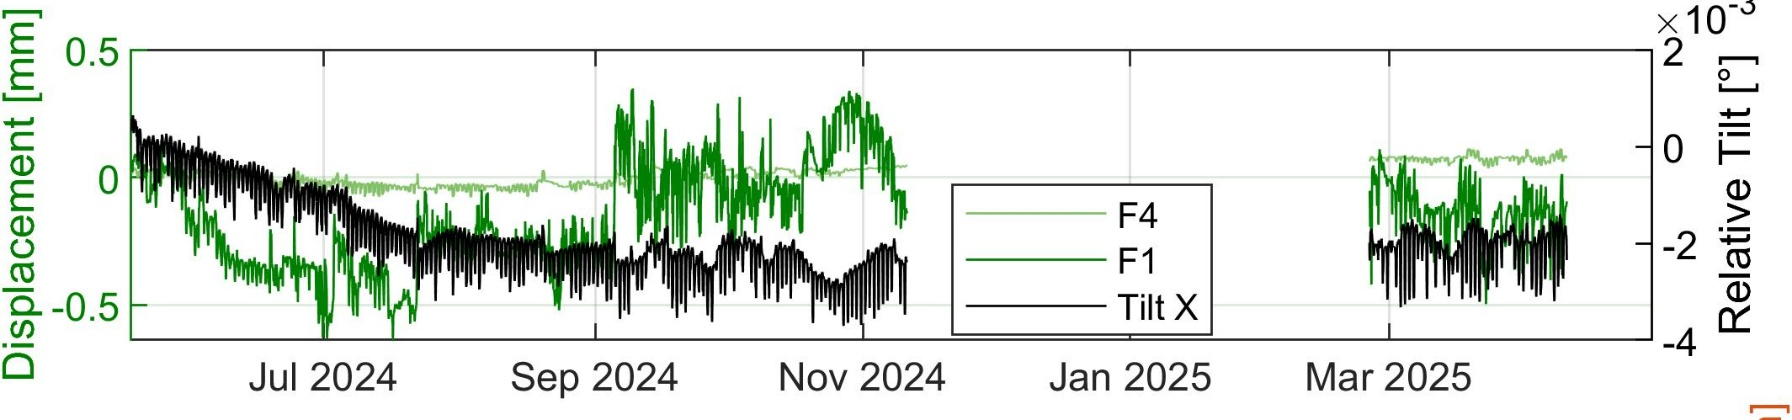 ×10⁻³
Displacement [mm]
0.5
0
-0.5
2
0
-2
-4
Relative Tilt [°]
F4
F1
Tilt X
Jul 2024
Sep 2024
Nov 2024
Jan 2025
Mar 2025